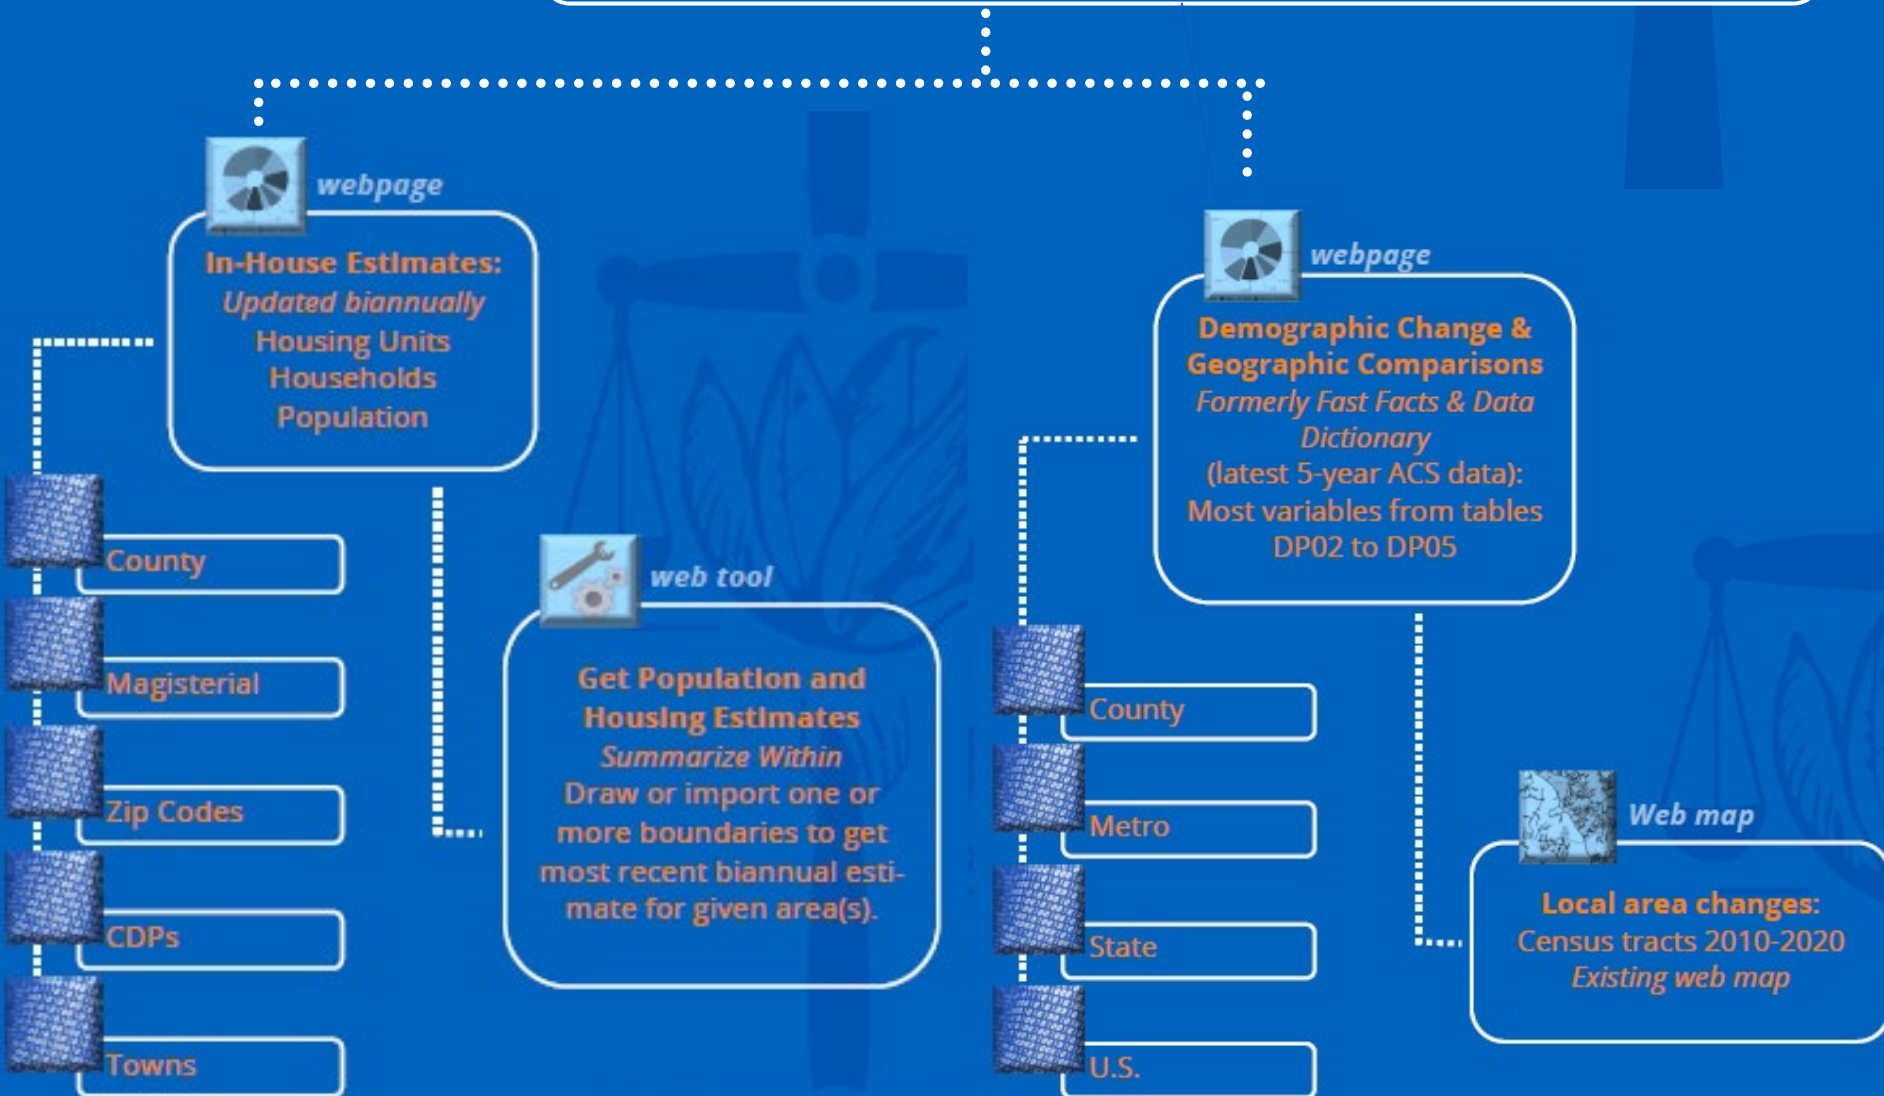 webpage
In-House Estimates:
Updated biannually
Housing Units
Households
Population
County
Magisterial
Zip Codes
CDPs
Towns
web tool
Get Population and
Housing Estimates
Summarize Within
Draw or import one or
more boundaries to get
most recent biannual esti-
mate for given area(s).
webpage
Demographic Change &
Geographic Comparisons
Formerly Fast Facts & Data
Dictionary
(latest 5-year ACS data):
Most variables from tables
DP02 to DP05
County
Metro
State
U.S.
Web map
Local area changes:
Census tracts 2010-2020
Existing web map